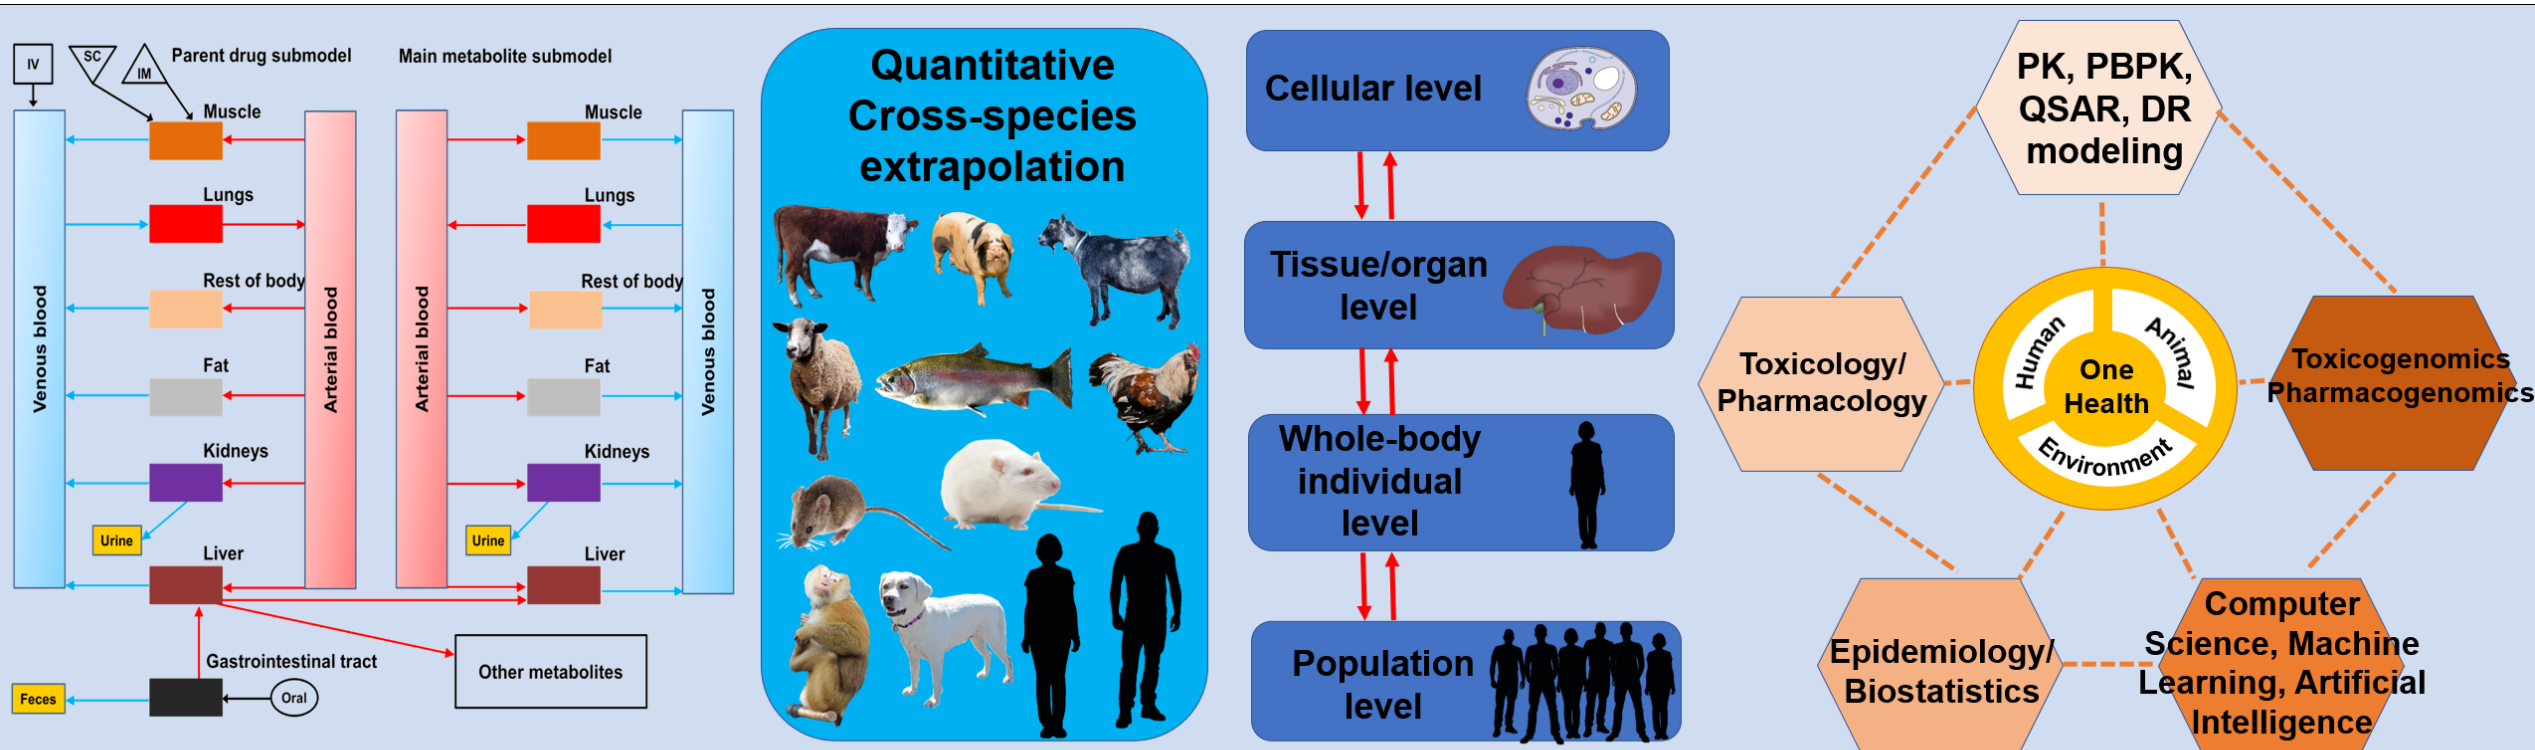 IV
SC
IM
Parent drug submodel
Muscle
Lungs
Rest of body
Fat
Kidneys
Urine
Liver
Venous blood
Arterial blood
Gastrointestinal tract
Feces
Oral
Main metabolite submodel
Muscle
Lungs
Rest of body
Fat
Kidneys
Urine
Liver
Arterial blood
Venous blood
Other metabolites
Quantitative
Cross-species
extrapolation
Cellular level
Tissue/organ
level
Whole-body
individual
level
Population
level
PK, PBPK,
QSAR, DR
modeling
Toxicology/
Pharmacology
Human
Animal
Environment
One
Health
Toxicogenomics
Pharmacogenomics
Epidemiology/
Biostatistics
Computer
Science, Machine
Learning, Artificial
Intelligence